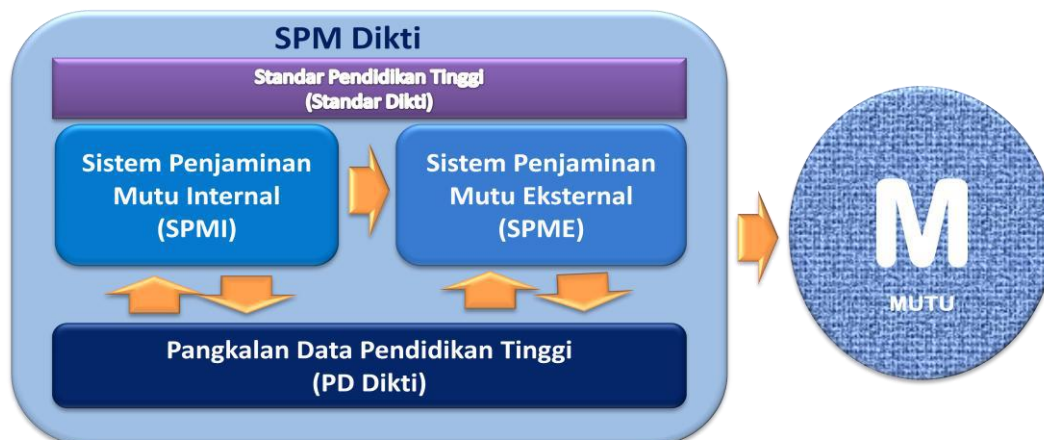 SPM Dikti
Standar Pendidikan Tinggi
(Standar Dikti)
Sistem Penjaminan
Mutu Internal
(SPMI)
Sistem Penjaminan
Mutu Eksternal
(SPME)
Pangkalan Data Pendidikan Tinggi
(PD Dikti)
M
MUTU